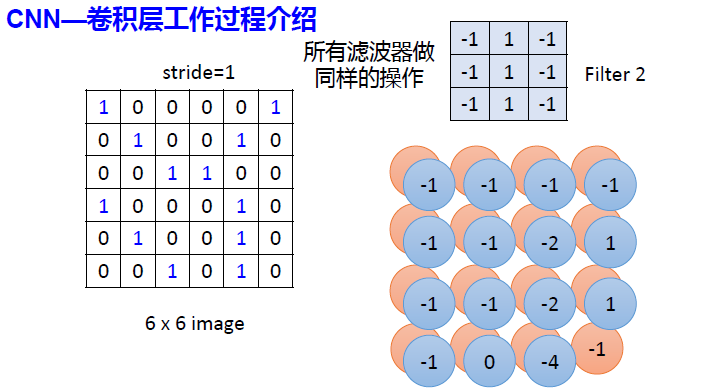 CNN—卷积层工作过程介绍
所有滤波器做
同样的操作
stride=1
1 0 0 0 0 1
0 1 0 0 1 0
0 0 1 1 0 0
1 0 0 0 1 0
0 1 0 0 1 0
0 0 1 0 1 0
6 x 6 image
-1 1 -1
-1 1 -1
-1 1 -1
Filter 2
-1 -1 -1 -1
-1 -1 -2 1
-1 -1 -2 1
-1 0 -4 -1